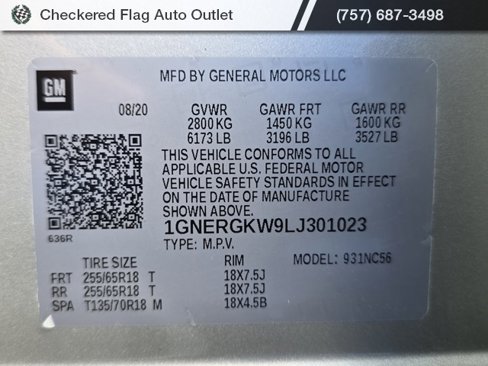 Checkered Flag Auto Outlet (757) 687-3498
GM
MFD BY GENERAL MOTORS LLC
08/20 GVWR GAWR FRT GAWR RR
2800 KG 1450 KG 1600 KG
6173 LB 3196 LB 3527 LB
THIS VEHICLE CONFORMS TO ALL
APPLICABLE U.S. FEDERAL MOTOR
VEHICLE SAFETY STANDARDS IN EFFECT
ON THE DATE OF MANUFACTURE
SHOWN ABOVE.
636R
1GNERGKW9LJ301023
TYPE: M.P.V.
TIRE SIZE RIM MODEL: 931NC56
FRT 255/65R18 T 18X7.5J
RR 255/65R18 T 18X7.5J
SPA T135/70R18 M 18X4.5B